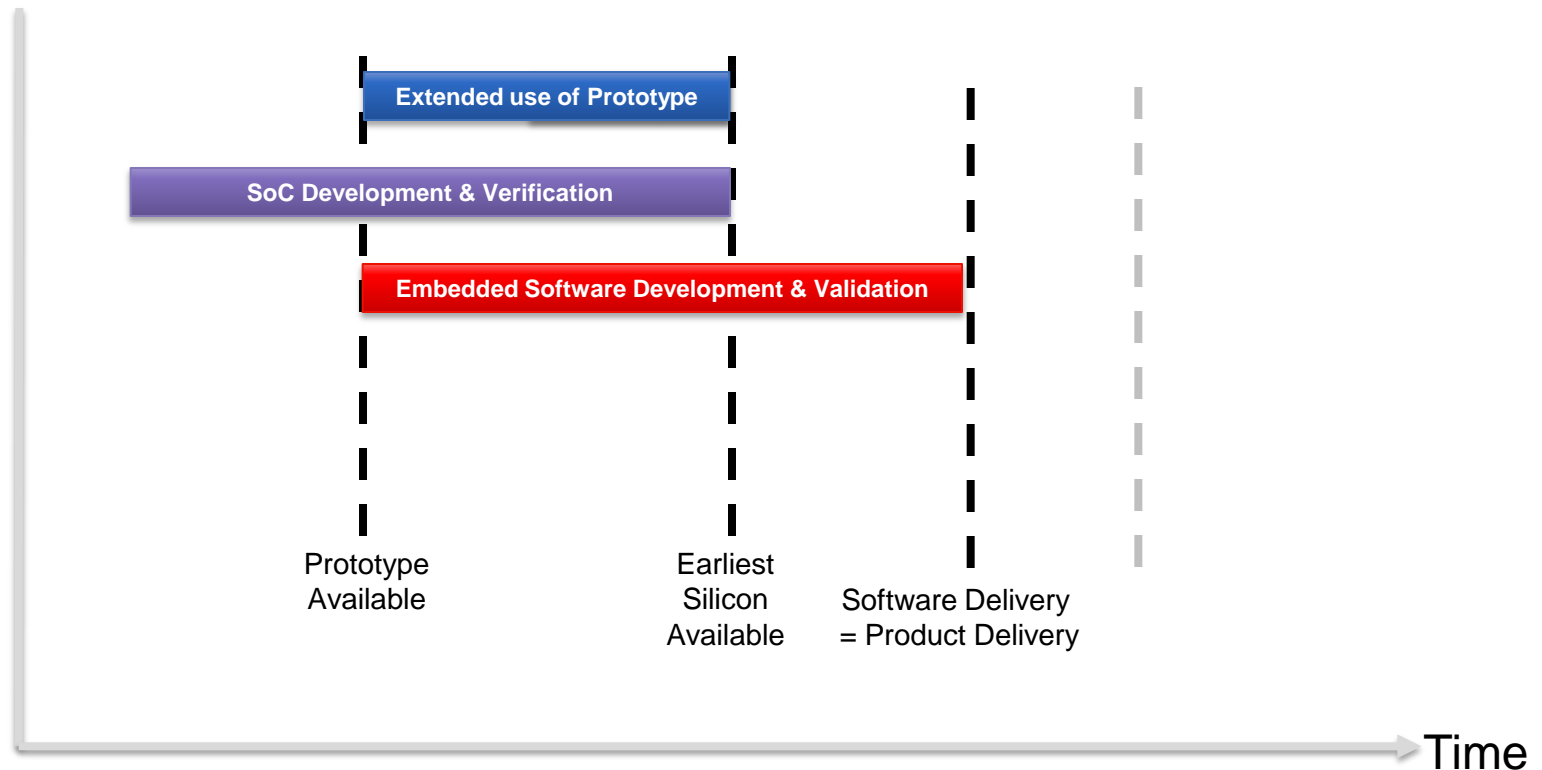 Extended use of Prototype
SoC Development & Verification
Embedded Software Development & Validation
Prototype
Available
Earliest
Silicon
Available
Software Delivery
= Product Delivery
Time